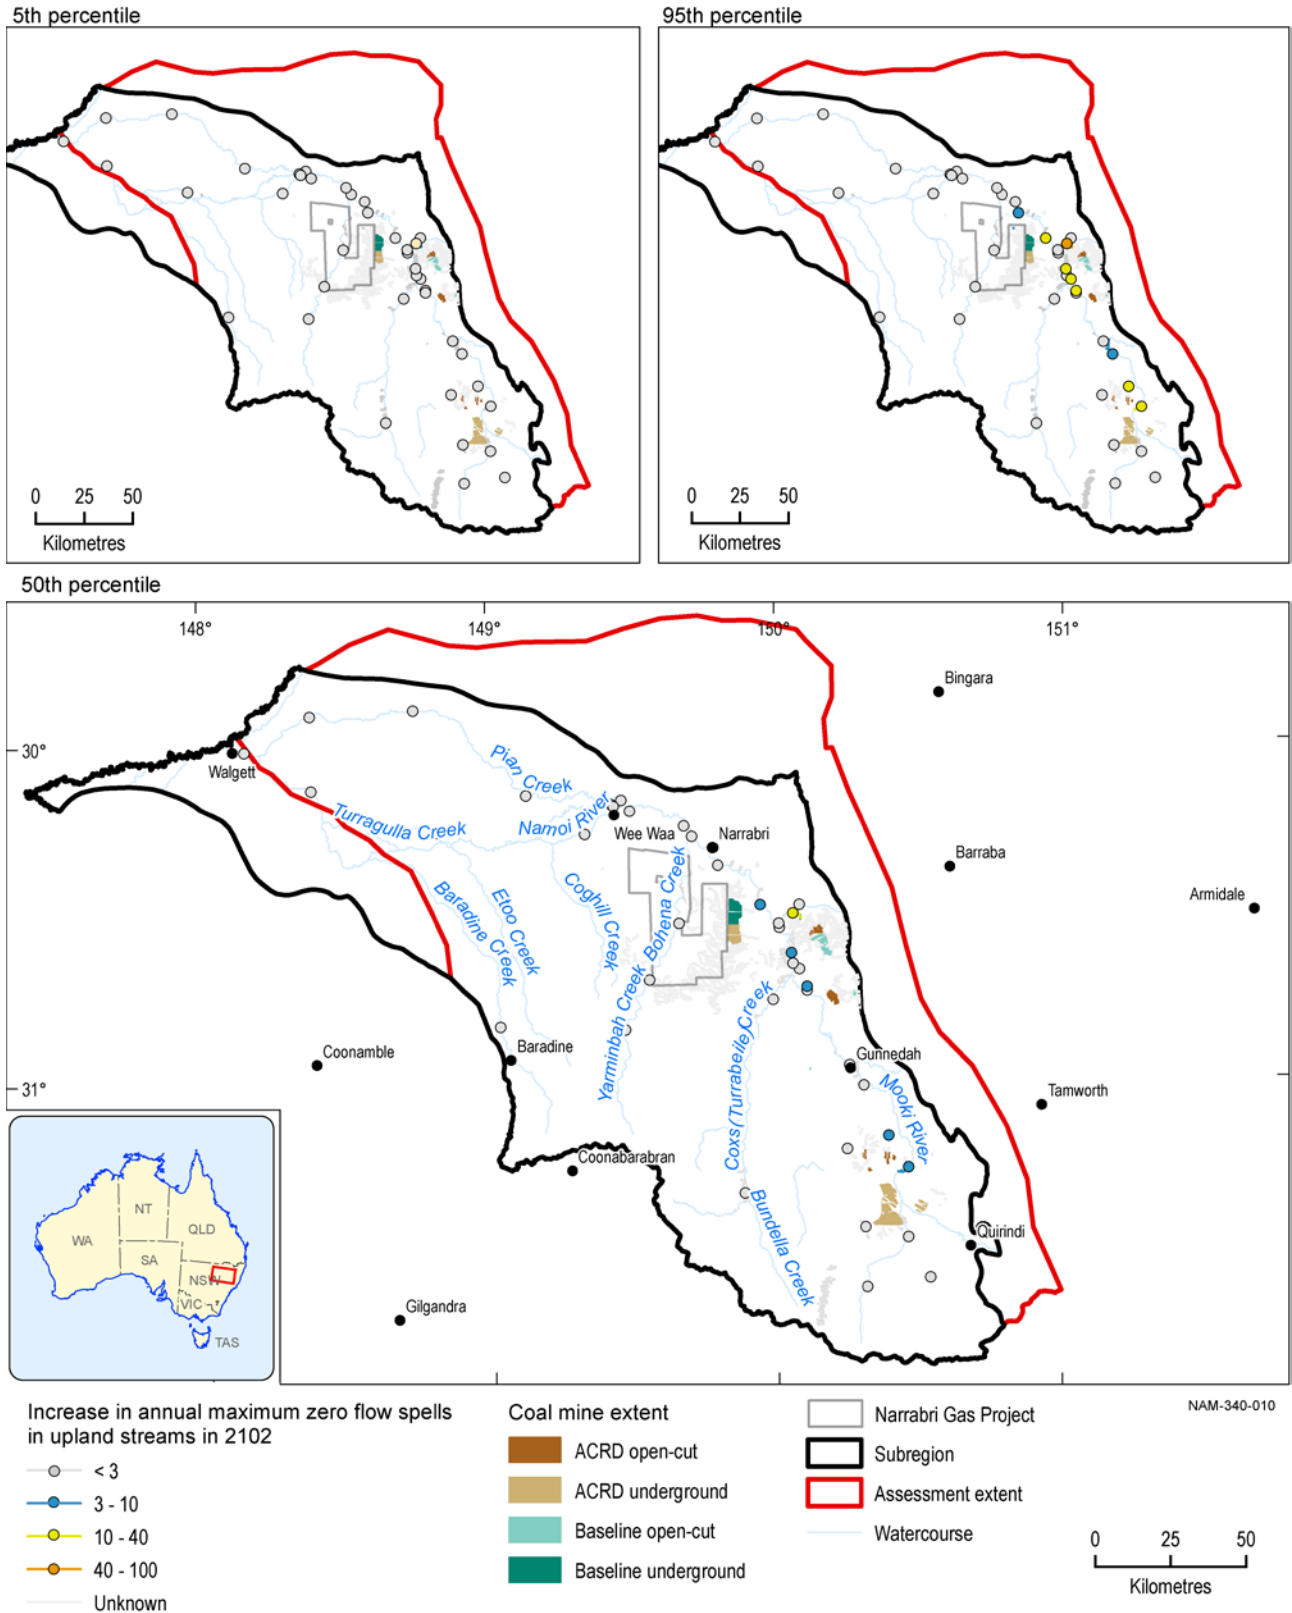 5th percentile
95th percentile
0 25 50
Kilometres
0 25 50
Kilometres
50th percentile
148° 149° 150° 151°
30°
31°
Bingara
Walgett
Pian Creek
Turragulla Creek
Namoi River
Wee Waa
Narrabri
Barraba
Armidale
Baradine Creek
Etoo Creek
Coghill Creek
Bohena Creek
Yarminbah Creek
Coxs (Turrabeile) Creek
Coonamble
Baradine
Gunnedah
Mooki River
Tamworth
Coonabarabran
Bundella Creek
Quirindi
Gilgandra
WA
NT
QLD
SA
NSW
VIC
TAS
Increase in annual maximum zero flow spells
in upland streams in 2102
< 3
3 - 10
10 - 40
40 - 100
Unknown
Coal mine extent
ACRD open-cut
ACRD underground
Baseline open-cut
Baseline underground
Narrabri Gas Project
Subregion
Assessment extent
Watercourse
NAM-340-010
0 25 50
Kilometres